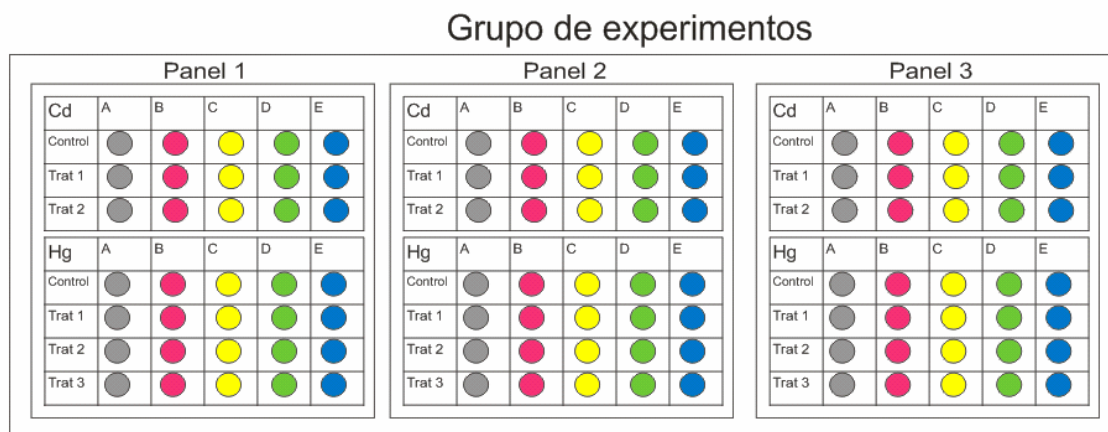 Grupo de experimentos
Panel 1
Cd A B C D E
Control
Trat 1
Trat 2
Hg A B C D E
Control
Trat 1
Trat 2
Trat 3
Panel 2
Cd A B C D E
Control
Trat 1
Trat 2
Hg A B C D E
Control
Trat 1
Trat 2
Trat 3
Panel 3
Cd A B C D E
Control
Trat 1
Trat 2
Hg A B C D E
Control
Trat 1
Trat 2
Trat 3